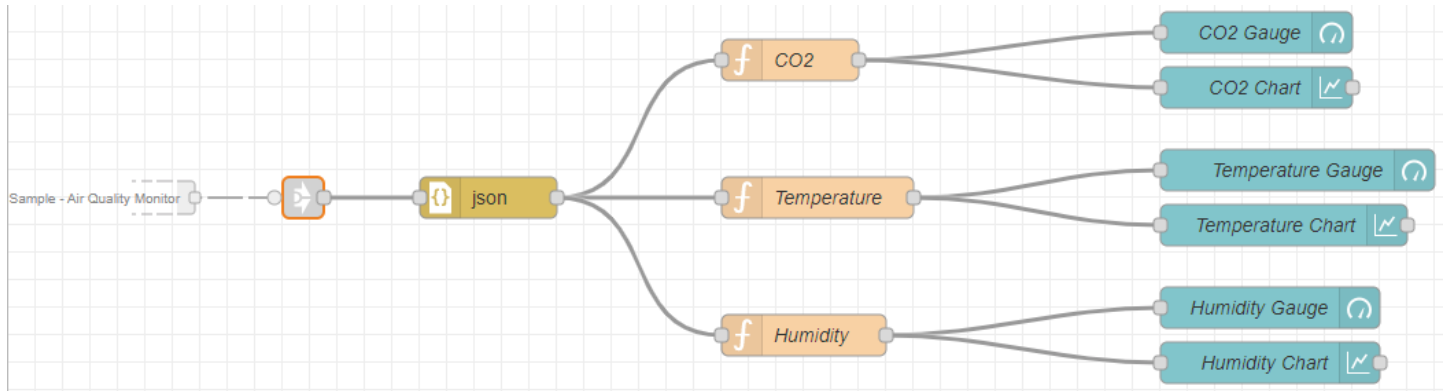 CO2 Gauge
CO2
CO2 Chart
Temperature Gauge
Sample - Air Quality Monitor
json
Temperature
Temperature Chart
Humidity Gauge
Humidity
Humidity Chart